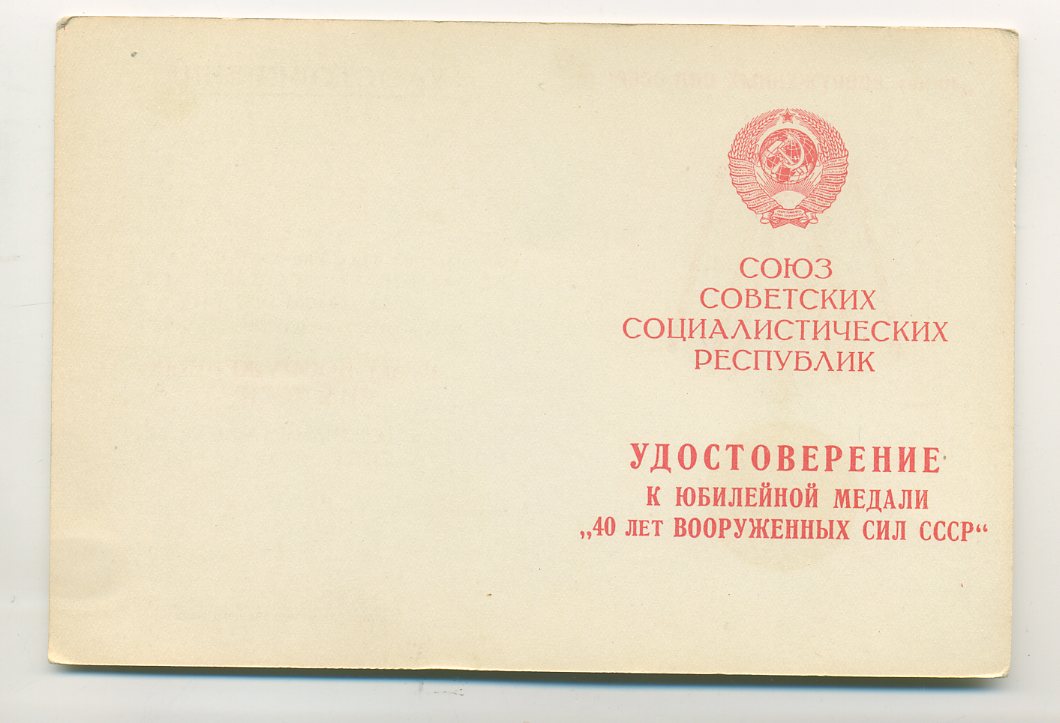 СОЮЗ
СОВЕТСКИХ
СОЦИАЛИСТИЧЕСКИХ
РЕСПУБЛИК
УДОСТОВЕРЕНИЕ
К ЮБИЛЕЙНОЙ МЕДАЛИ
„40 ЛЕТ ВООРУЖЕННЫХ СИЛ СССР“